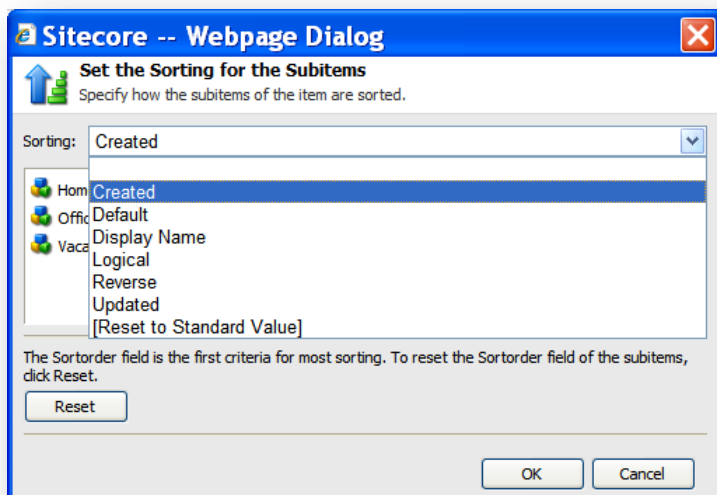 Sitecore -- Webpage Dialog
Set the Sorting for the Subitems
Specify how the subitems of the item are sorted.
Sorting: Created
Created
Default
Display Name
Logical
Reverse
Updated
[Reset to Standard Value]
The Sortorder field is the first criteria for most sorting. To reset the Sortorder field of the subitems,
click Reset.
Reset
OK Cancel